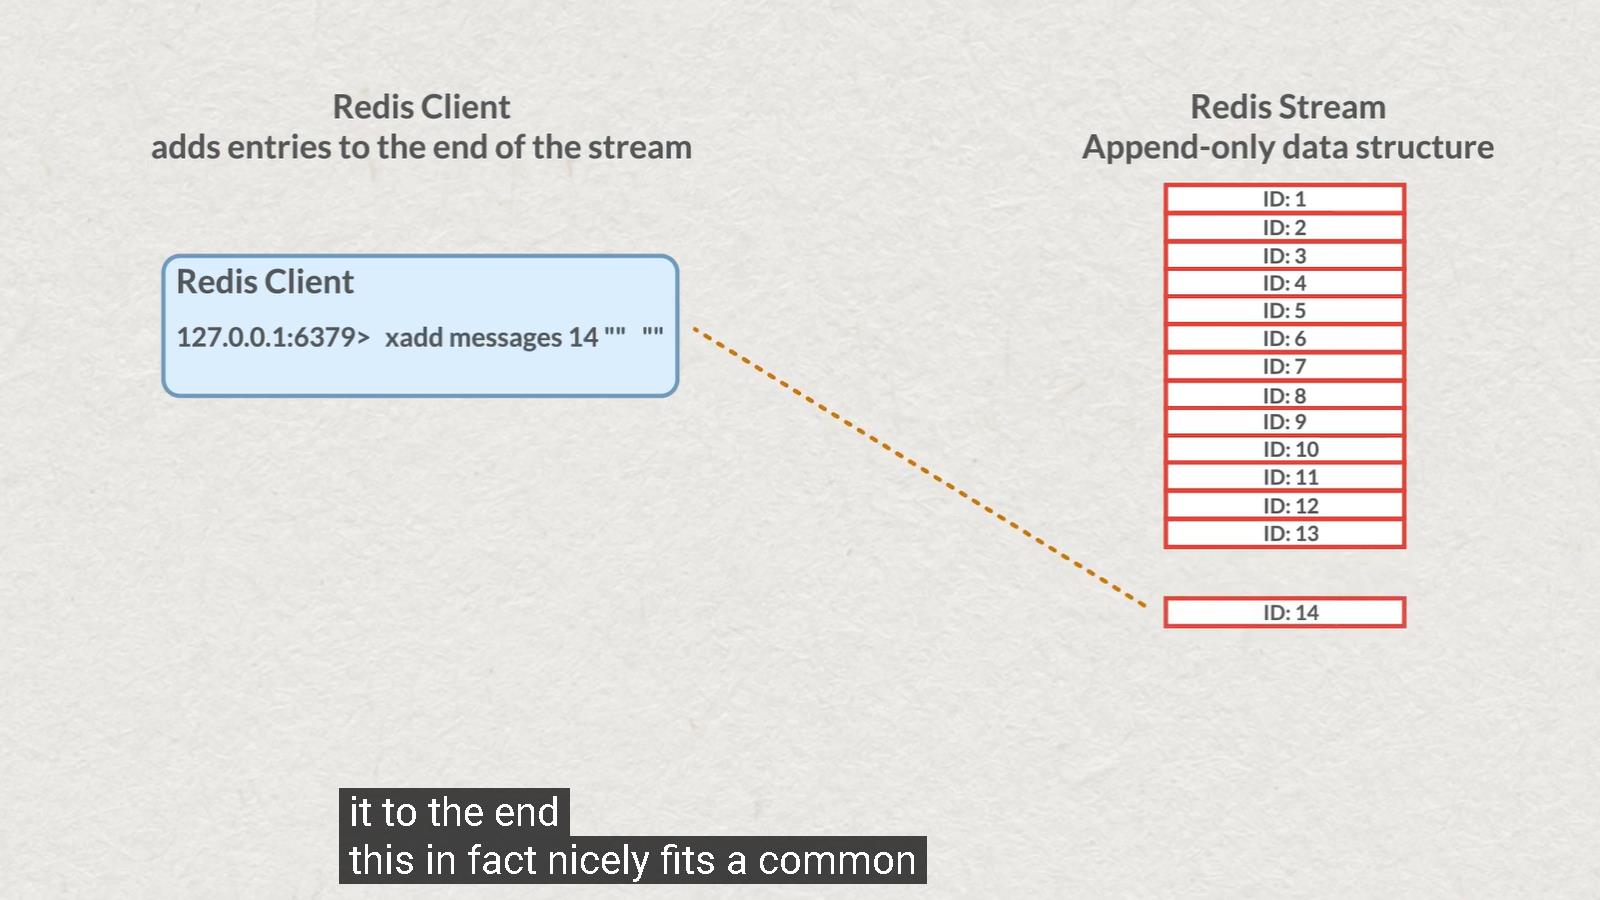 Redis Client
adds entries to the end of the stream
Redis Client
127.0.0.1:6379> xadd messages 14 "" ""
Redis Stream
Append-only data structure
ID: 1
ID: 2
ID: 3
ID: 4
ID: 5
ID: 6
ID: 7
ID: 8
ID: 9
ID: 10
ID: 11
ID: 12
ID: 13
ID: 14
it to the end
this in fact nicely fits a common